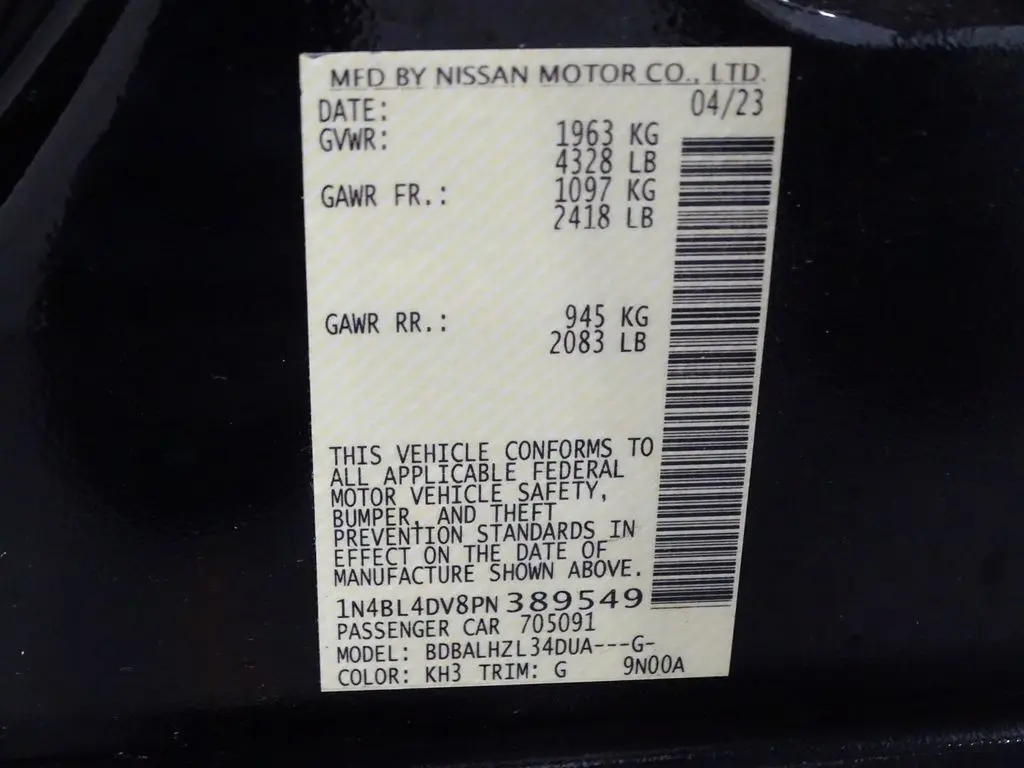 MFD BY NISSAN MOTOR CO., LTD.
DATE: 04/23
GVWR: 1963 KG
4328 LB
GAWR FR.: 1097 KG
2418 LB
GAWR RR.: 945 KG
2083 LB
THIS VEHICLE CONFORMS TO
ALL APPLICABLE FEDERAL
MOTOR VEHICLE SAFETY,
BUMPER, AND THEFT
PREVENTION STANDARDS IN
EFFECT ON THE DATE OF
MANUFACTURE SHOWN ABOVE.
1N4BL4DV8PN389549
PASSENGER CAR 705091
MODEL: BDBALHZL34DUA---G-
COLOR: KH3 TRIM: G 9N00A